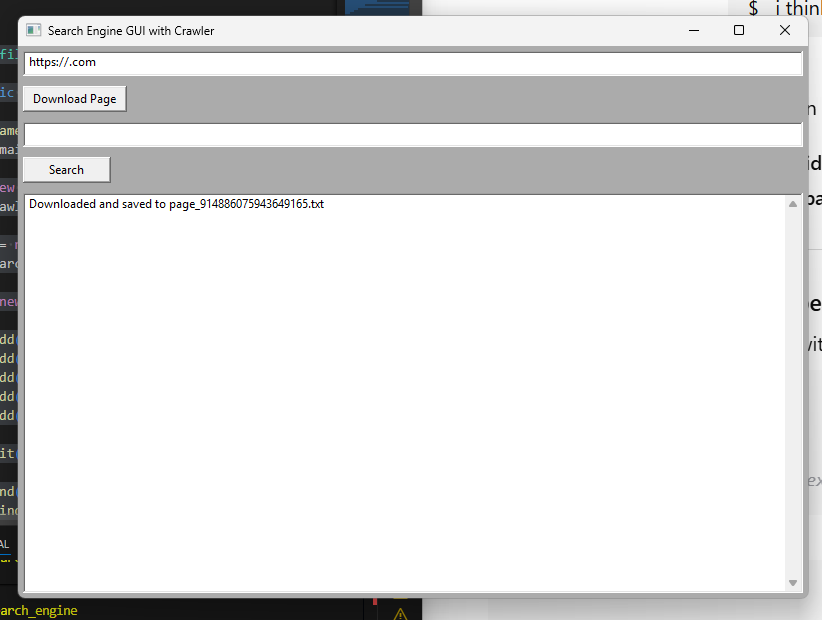 $ i think
Search Engine GUI with Crawler
https://.com
Download Page
Search
Downloaded and saved to page_914886075943649165.txt
arch_engine